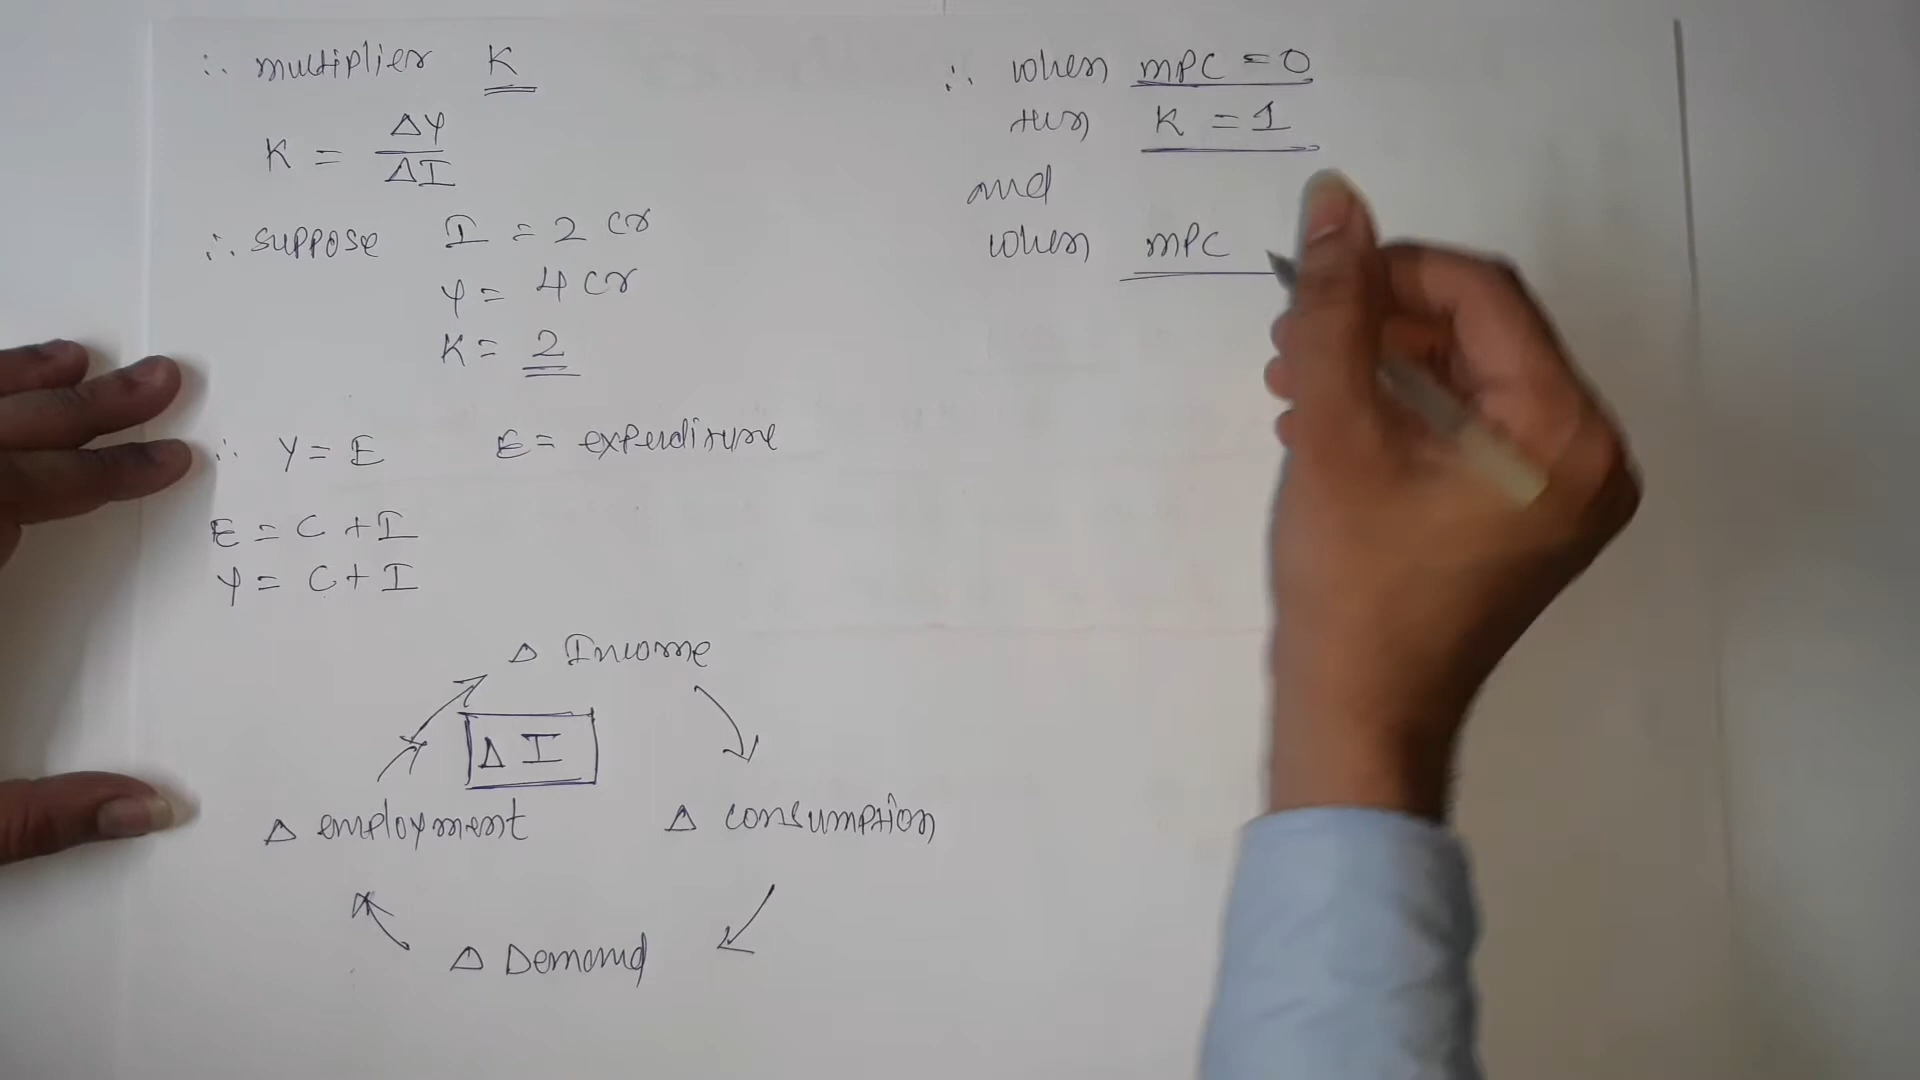 ∴ multiplier K
K = ΔY / ΔI
∴ suppose I = 2 cr
Y = 4 cr
K = 2
∴ Y = E E = expenditure
E = C + I
Y = C + I
Δ Income
Δ I
Δ employment Δ consumption
Δ Demand
∴ when mPC = 0
then K = 1
and
when mPC